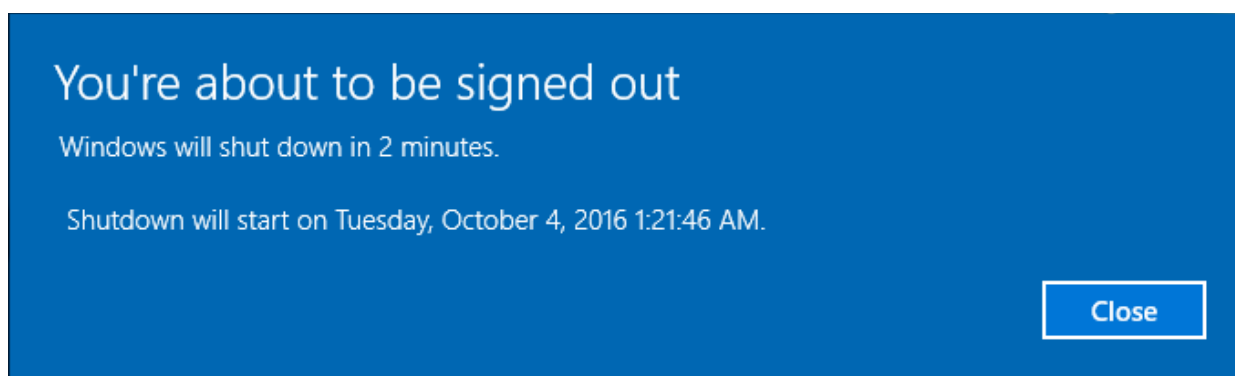 You're about to be signed out
Windows will shut down in 2 minutes.
Shutdown will start on Tuesday, October 4, 2016 1:21:46 AM.
Close